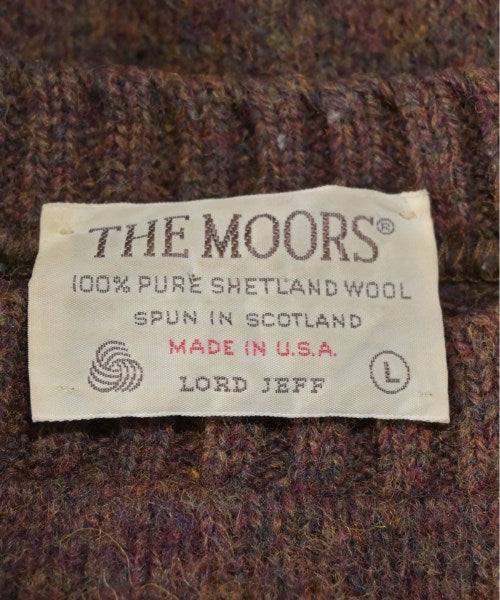 THE MOORS®
100% PURE SHETLAND WOOL
SPUN IN SCOTLAND
MADE IN U.S.A.
LORD JEFF
L